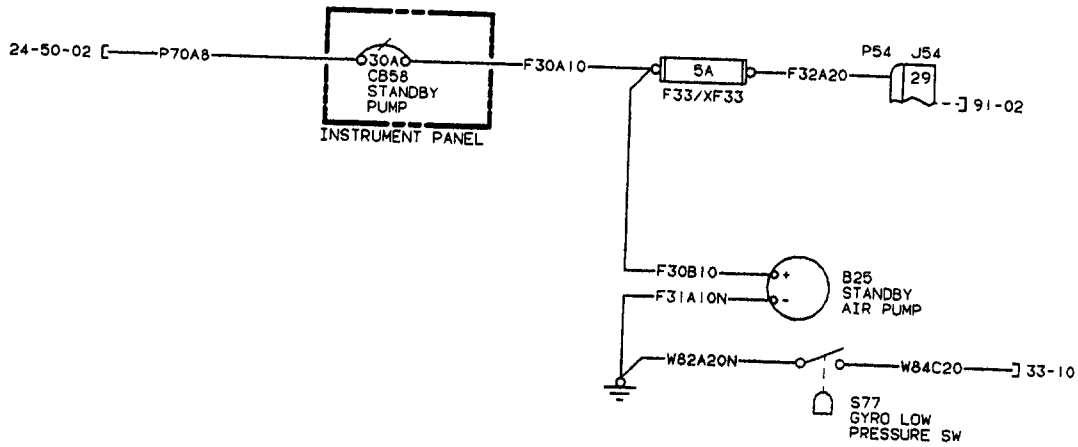 24-50-02
P70A8
30A
CB58
STANDBY
PUMP
INSTRUMENT PANEL
F30A10
5A
F33/XF33
F32A20
P54 J54
29
91-02
F30B10
+
F31A10N
-
B25
STANDBY
AIR PUMP
W82A20N
W84C20
33-10
S77
GYRO LOW
PRESSURE SW